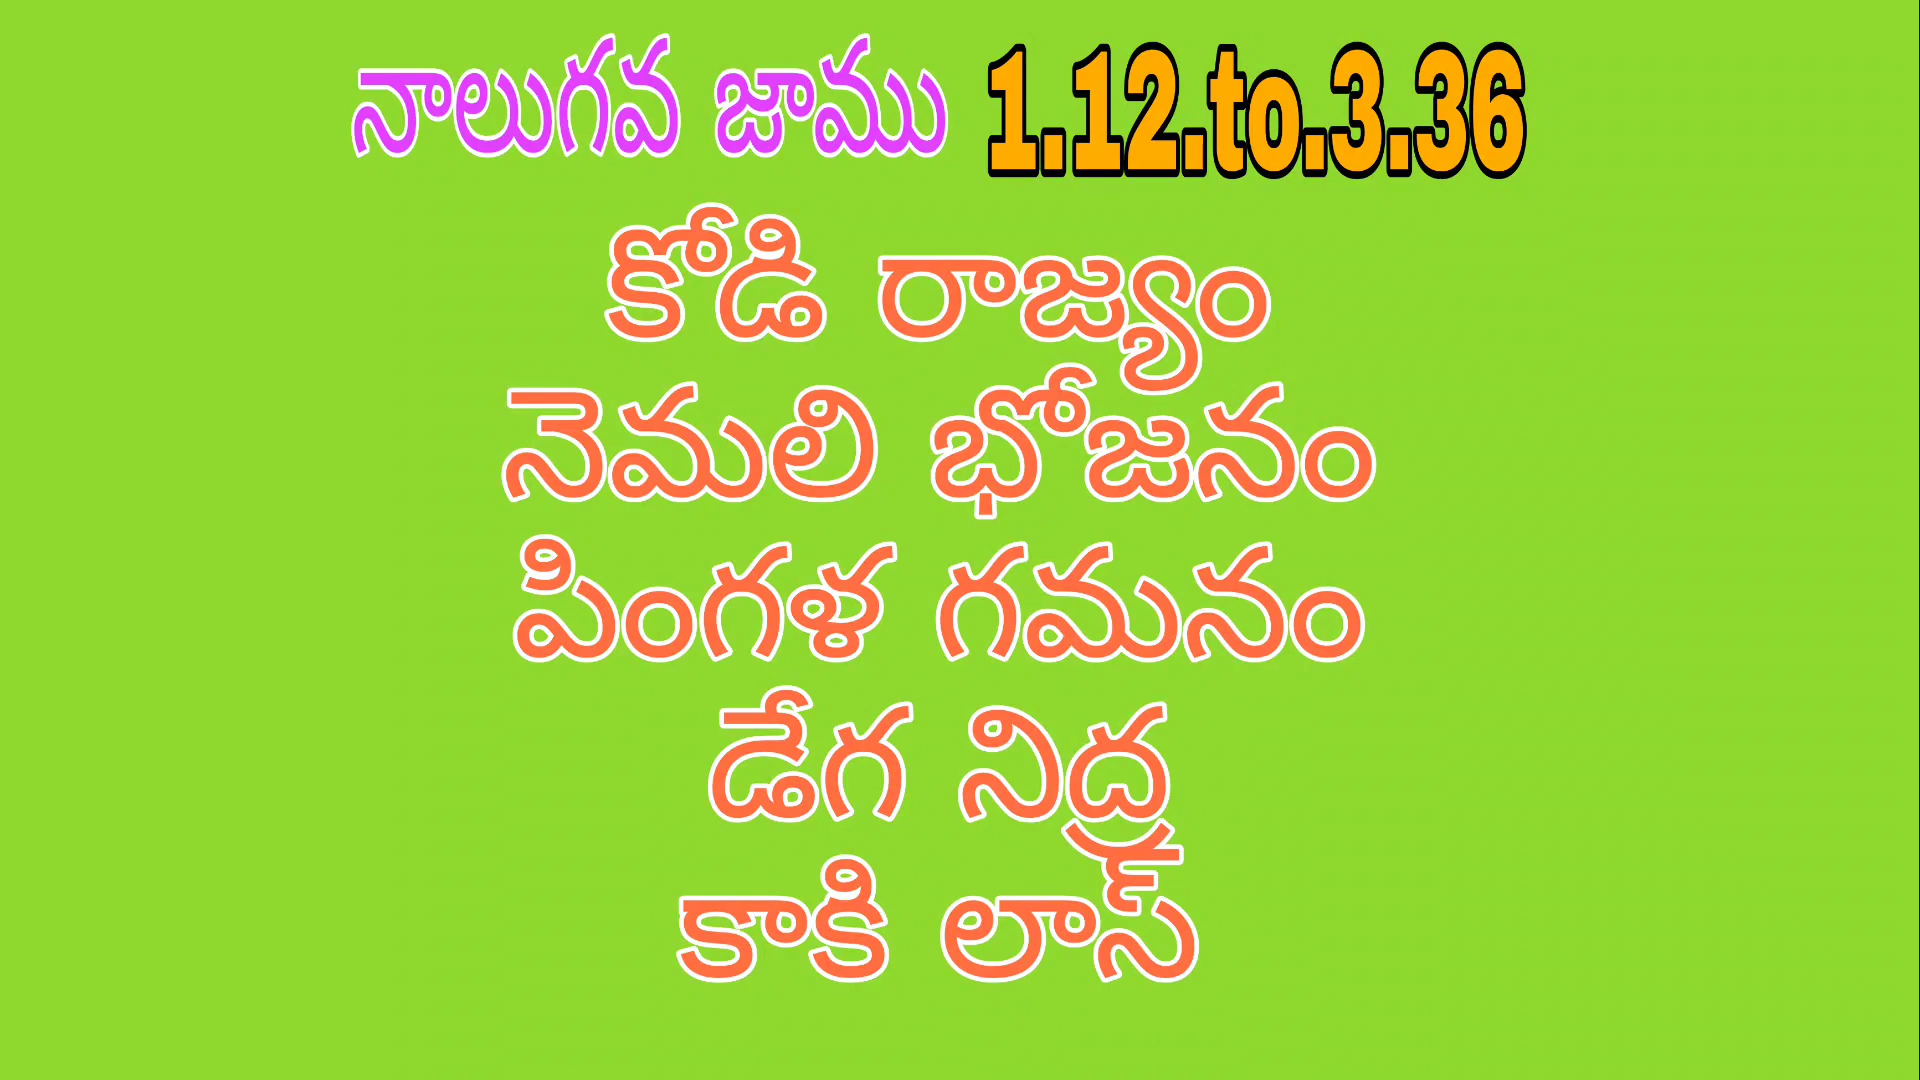 నాలుగవ జాము 1.12.to.3.36
కోడి రాజ్యం
నెమలి భోజనం
పింగళ గమనం
డేగ నిద్ర
కాకి లాస్